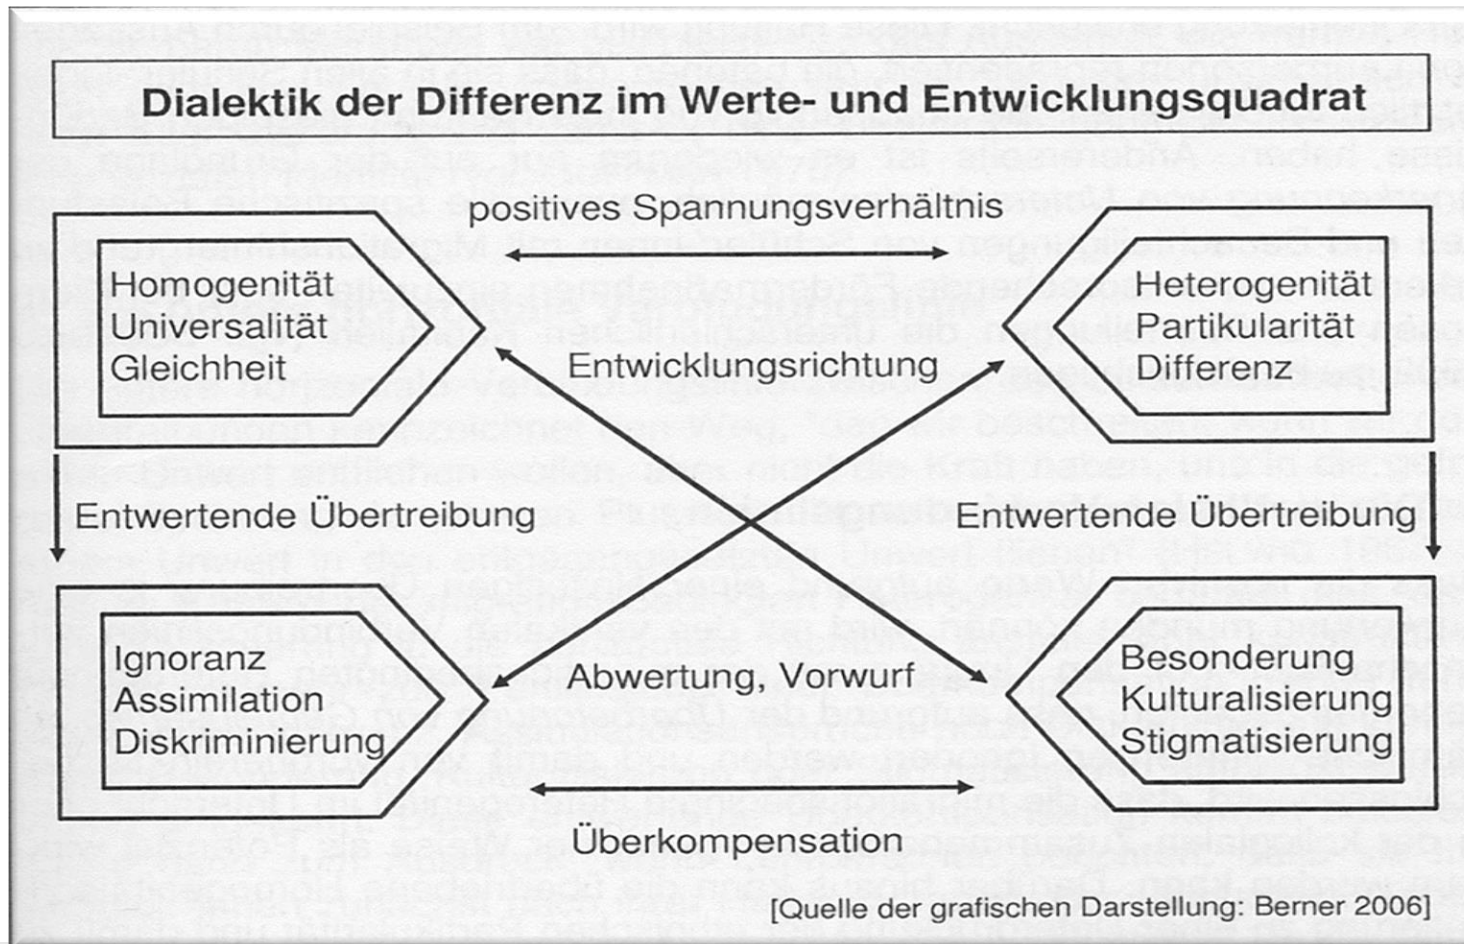 Dialektik der Differenz im Werte- und Entwicklungsquadrat
positives Spannungsverhältnis
Homogenität
Universalität
Gleichheit
Heterogenität
Partikularität
Differenz
Entwicklungsrichtung
Entwertende Übertreibung
Entwertende Übertreibung
Ignoranz
Assimilation
Diskriminierung
Abwertung, Vorwurf
Besonderung
Kulturalisierung
Stigmatisierung
Überkompensation
[Quelle der grafischen Darstellung: Berner 2006]